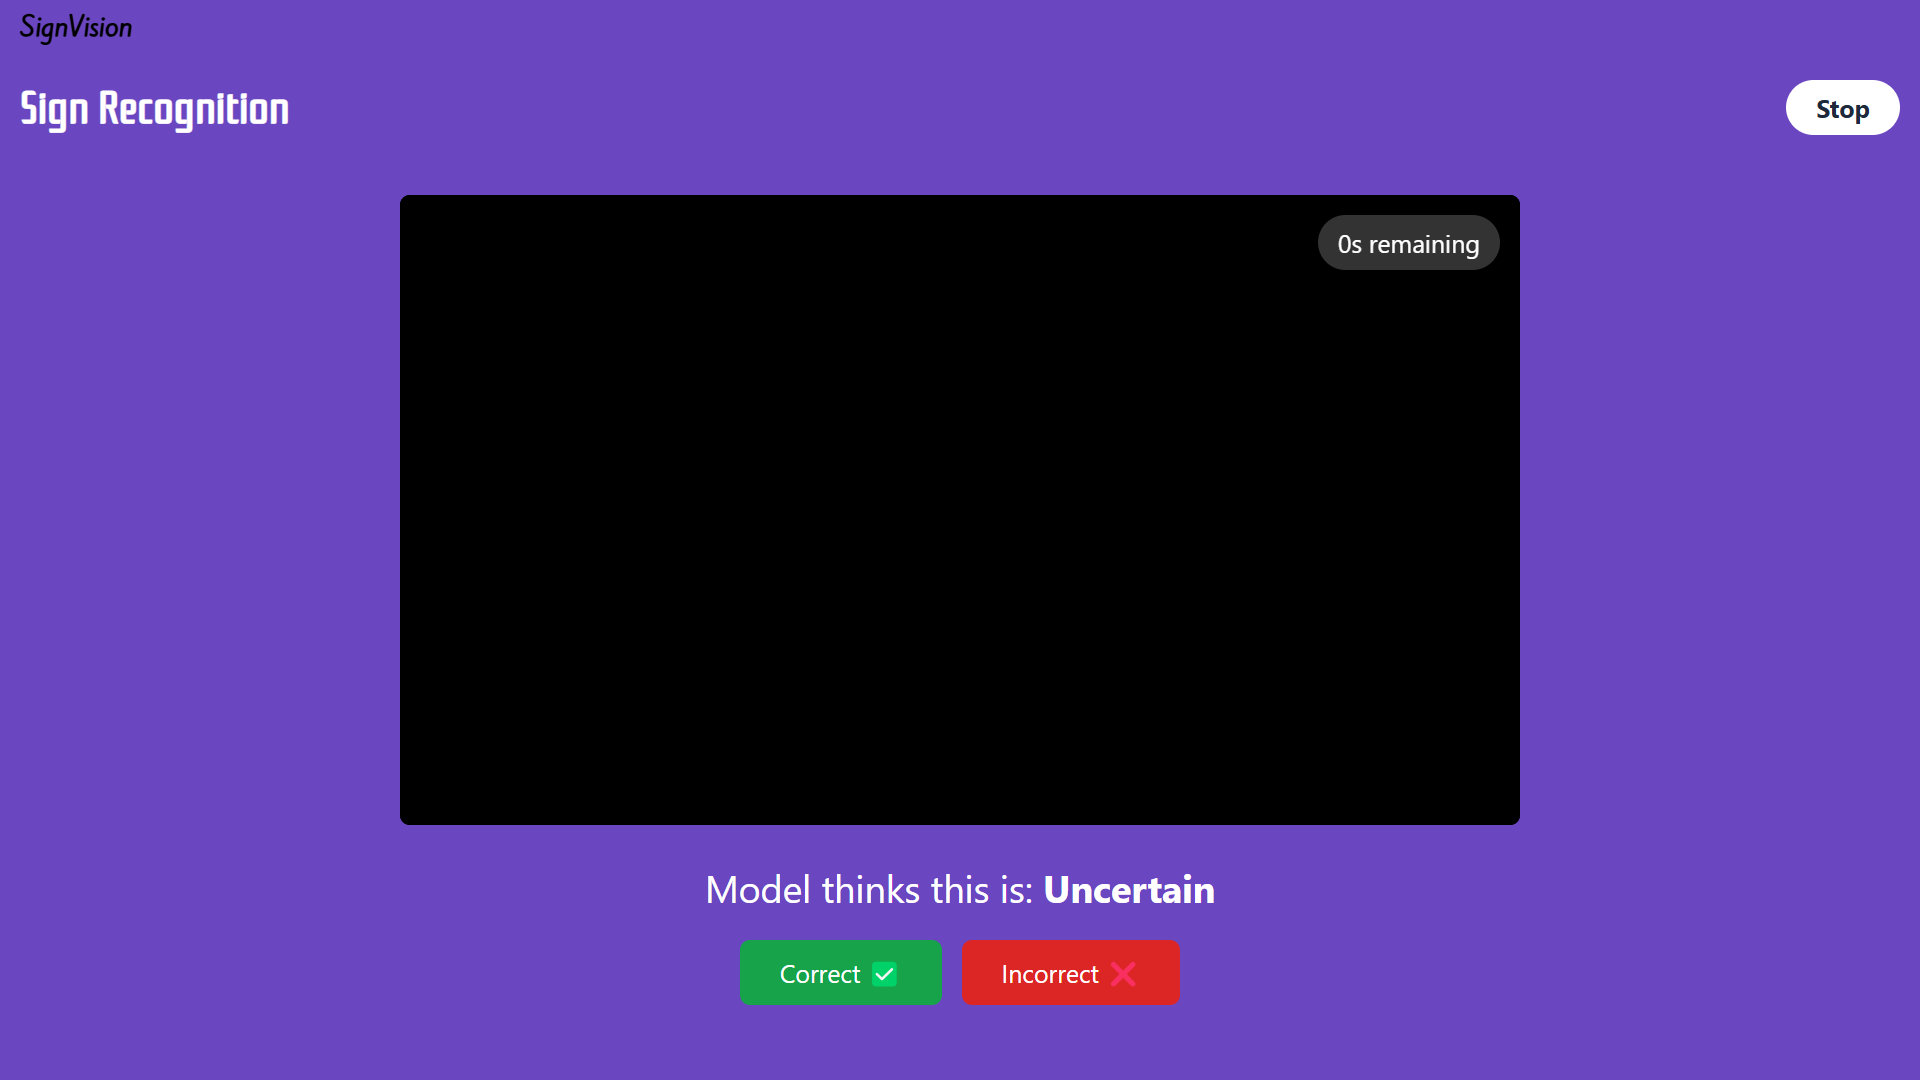 SignVision
Sign Recognition
Stop
0s remaining
Model thinks this is: Uncertain
Correct ✅
Incorrect ❌